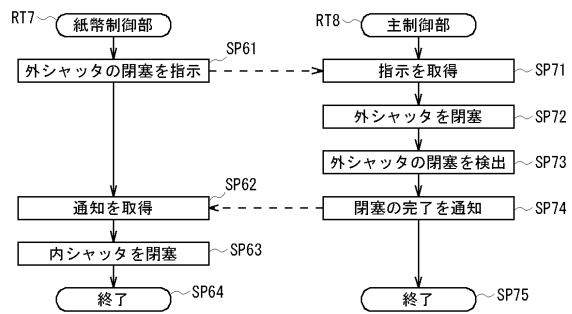 RT7
紙幣制御部
RT8
主制御部
SP61
外シャッタの閉塞を指示
指示を取得
SP71
外シャッタを閉塞
SP72
外シャッタの閉塞を検出
SP73
SP62
通知を取得
閉塞の完了を通知
SP74
内シャッタを閉塞
SP63
終了
SP64
終了
SP75